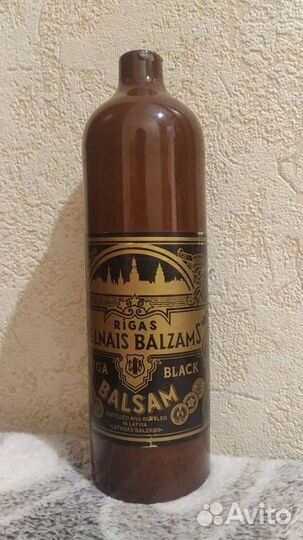 RIGAS
ELNAIS BALZAMS
GA BLACK
BALSAM
DISTILLED AND BOTTLED
IN LATVIA
"LATVIJAS BALZAMS"
Avito